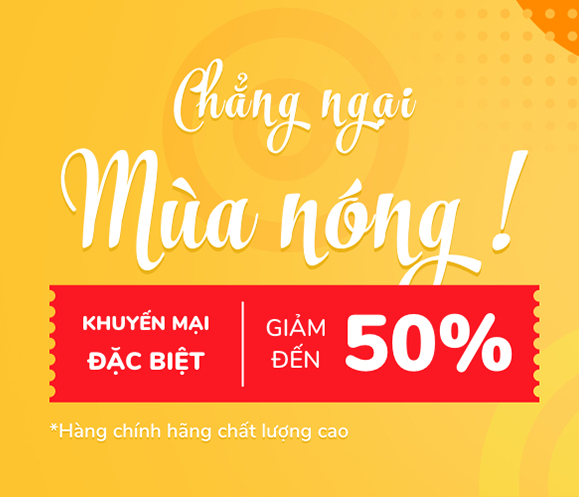 Chẳng ngại
Mùa nóng !
KHUYẾN MẠI
ĐẶC BIỆT
GIẢM
ĐẾN
50%
*Hàng chính hãng chất lượng cao